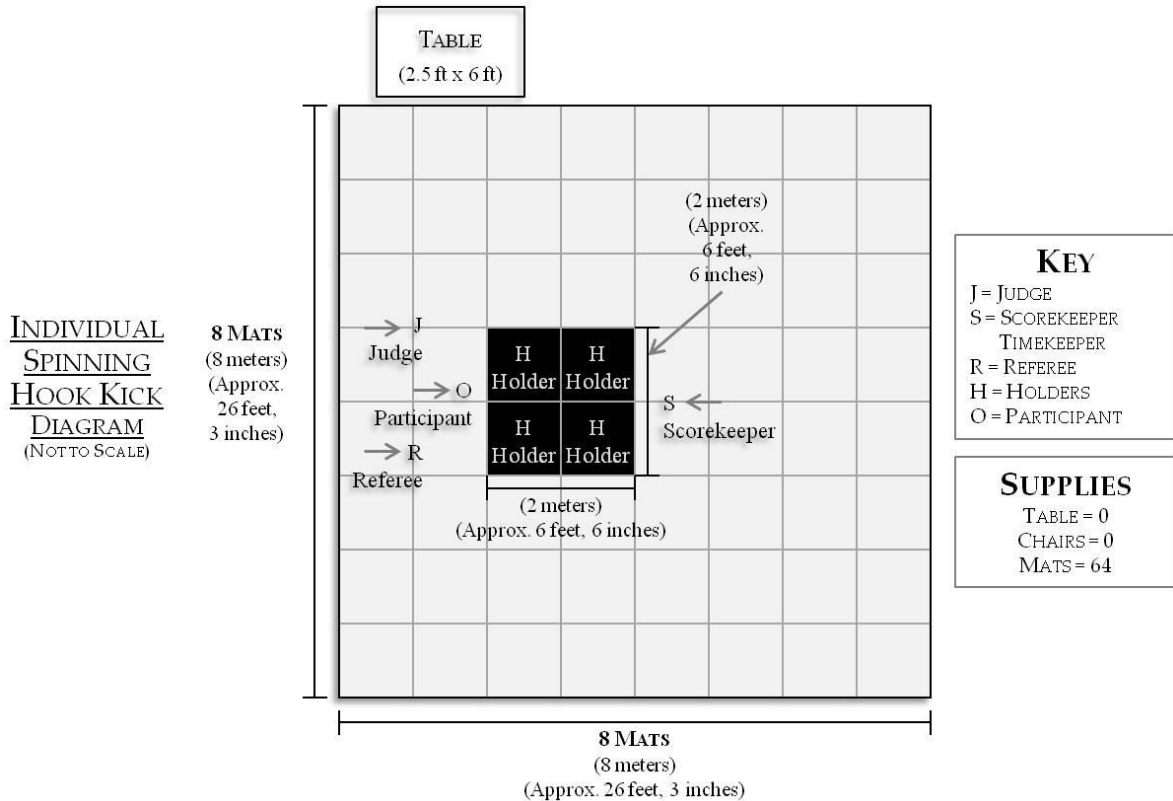 TABLE
(2.5 ft x 6 ft)
INDIVIDUAL
SPINNING
HOOK KICK
DIAGRAM
(NOT TO SCALE)
8 MATS
(8 meters)
(Approx.
26 feet,
3 inches)
(2 meters)
(Approx.
6 feet,
6 inches)
J
Judge
O
Participant
R
Referee
H
Holder
H
Holder
H
Holder
H
Holder
S
Scorekeeper
(2 meters)
(Approx. 6 feet, 6 inches)
8 MATS
(8 meters)
(Approx. 26 feet, 3 inches)
KEY
J = JUDGE
S = SCOREKEEPER
TIMEKEEPER
R = REFEREE
H = HOLDERS
O = PARTICIPANT
SUPPLIES
TABLE = 0
CHAIRS = 0
MATS = 64